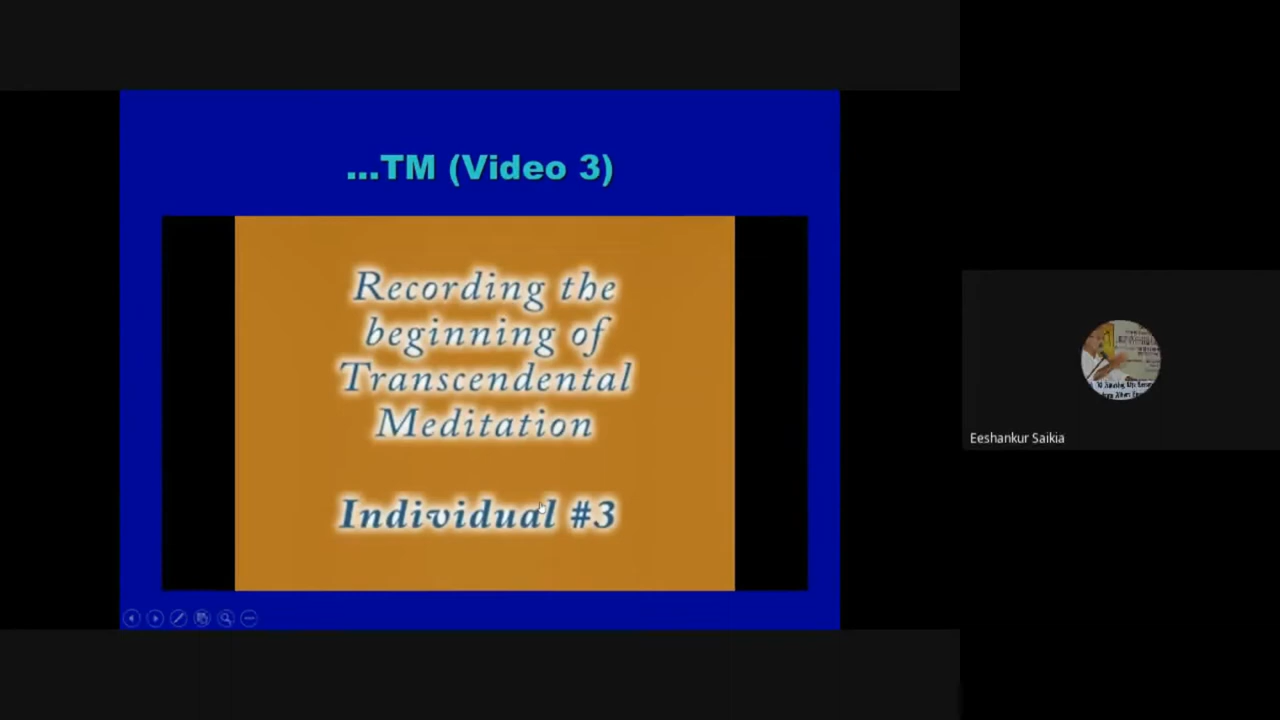 ...TM (Video 3)
Recording the
beginning of
Transcendental
Meditation
Individual #3
Eeshankur Saikia